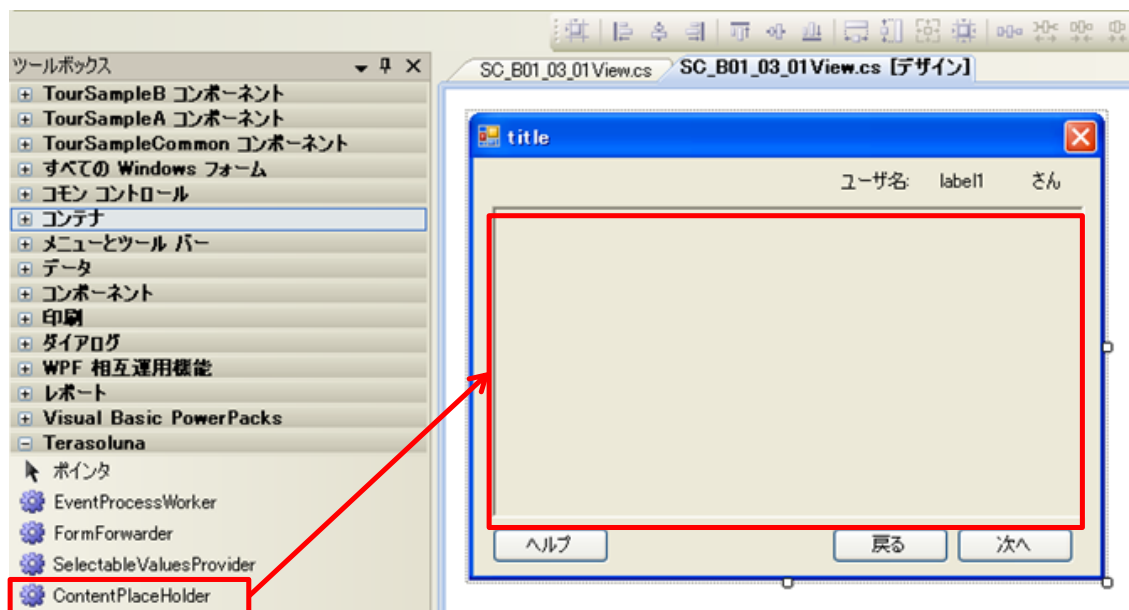 ツールボックス
SC_B01_03_01View.cs
SC_B01_03_01View.cs [デザイン]
TourSampleB コンポーネント
TourSampleA コンポーネント
TourSampleCommon コンポーネント
すべての Windows フォーム
コモン コントロール
コンテナ
メニューとツール バー
データ
コンポーネント
印刷
ダイアログ
WPF 相互運用機能
レポート
Visual Basic PowerPacks
Terasoluna
ポインタ
EventProcessWorker
FormForwarder
SelectableValuesProvider
ContentPlaceHolder
title
ユーザ名: label1 さん
ヘルプ 戻る 次へ